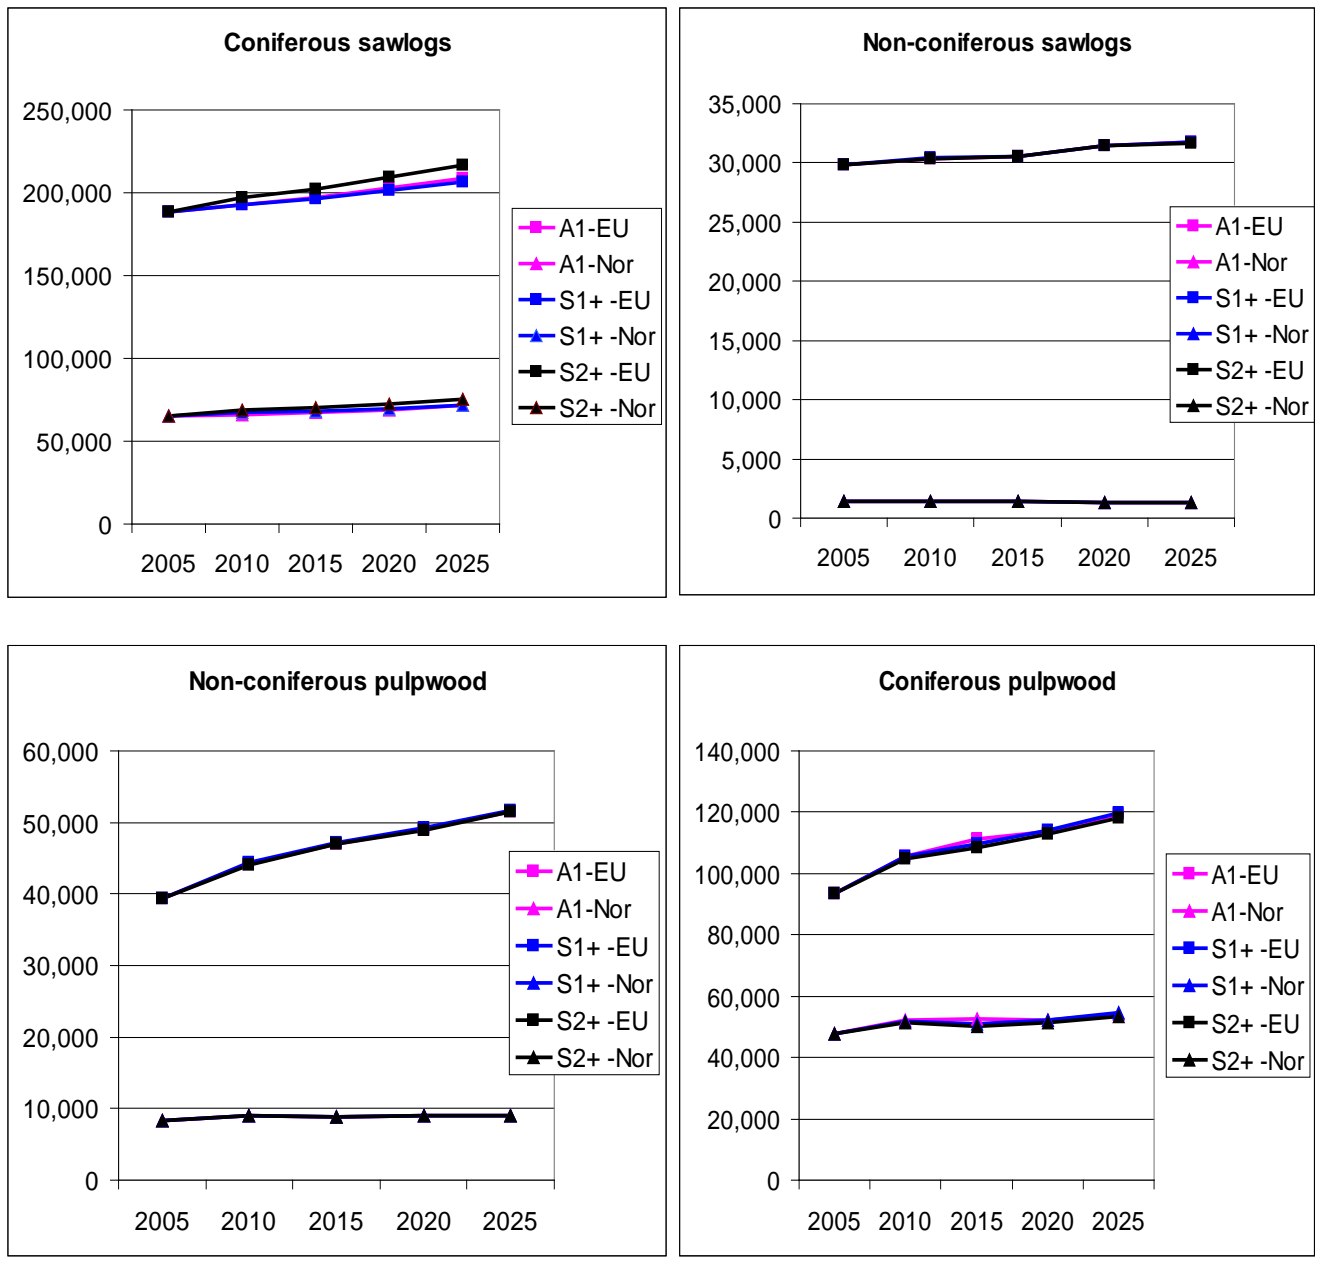 Coniferous sawlogs
250,000
200,000
150,000
100,000
50,000
0
2005 2010 2015 2020 2025
A1-EU
A1-Nor
S1+ -EU
S1+ -Nor
S2+ -EU
S2+ -Nor
Non-coniferous sawlogs
35,000
30,000
25,000
20,000
15,000
10,000
5,000
0
2005 2010 2015 2020 2025
A1-EU
A1-Nor
S1+ -EU
S1+ -Nor
S2+ -EU
S2+ -Nor
Non-coniferous pulpwood
60,000
50,000
40,000
30,000
20,000
10,000
0
2005 2010 2015 2020 2025
A1-EU
A1-Nor
S1+ -EU
S1+ -Nor
S2+ -EU
S2+ -Nor
Coniferous pulpwood
140,000
120,000
100,000
80,000
60,000
40,000
20,000
0
2005 2010 2015 2020 2025
A1-EU
A1-Nor
S1+ -EU
S1+ -Nor
S2+ -EU
S2+ -Nor